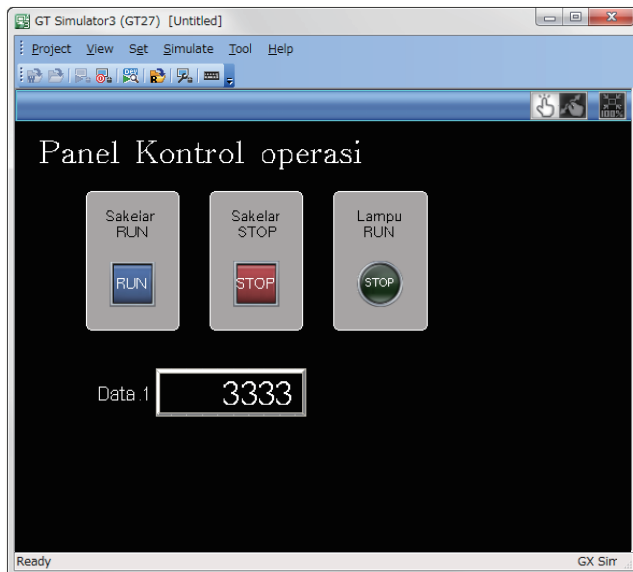 GT Simulator3 (GT27) [Untitled]
Project View Set Simulate Tool Help
100%
Panel Kontrol operasi
Sakelar
RUN
RUN
Sakelar
STOP
STOP
Lampu
RUN
STOP
Data 1
3333
Ready
GX Sim